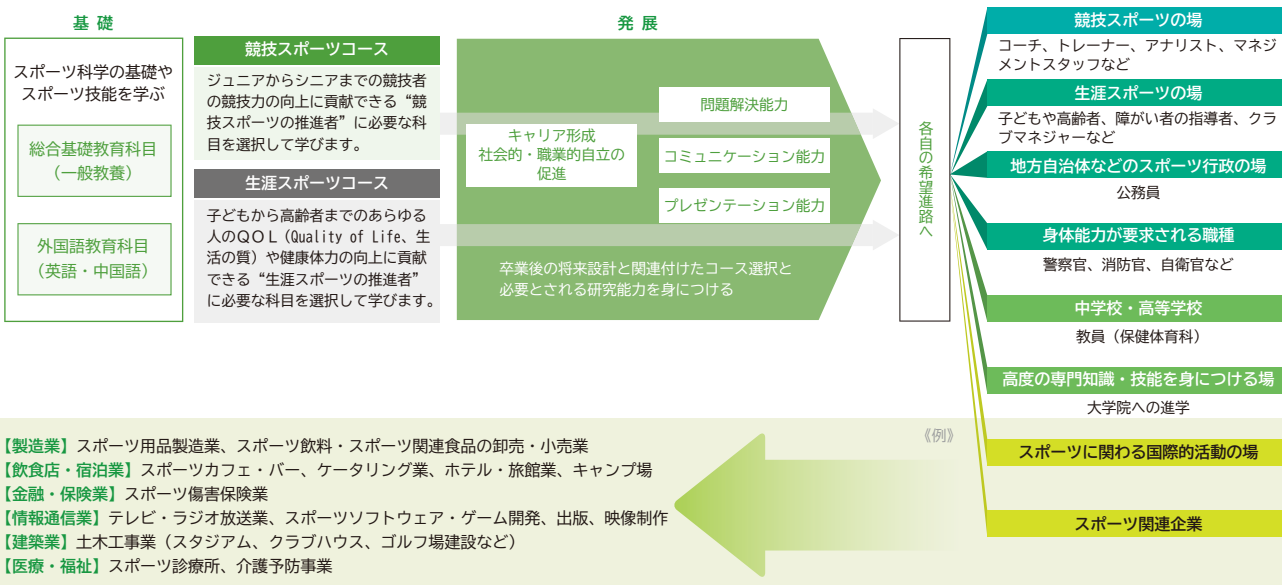 基 礎
スポーツ科学の基礎や
スポーツ技能を学ぶ
総合基礎教育科目
（一般教養）
外国語教育科目
（英語・中国語）
競技スポーツコース
ジュニアからシニアまでの競技者
の競技力の向上に貢献できる“競
技スポーツの推進者”に必要な科
目を選択して学びます。
生涯スポーツコース
子どもから高齢者までのあらゆる
人のＱＯＬ（Quality of Life、生
活の質）や健康体力の向上に貢献
できる“生涯スポーツの推進者”
に必要な科目を選択して学びます。
発 展
キャリア形成
社会的・職業的自立の
促進
問題解決能力
コミュニケーション能力
プレゼンテーション能力
卒業後の将来設計と関連付けたコース選択と
必要とされる研究能力を身につける
各自の希望進路へ
競技スポーツの場
コーチ、トレーナー、アナリスト、マネジ
メントスタッフなど
生涯スポーツの場
子どもや高齢者、障がい者の指導者、クラ
ブマネジャーなど
地方自治体などのスポーツ行政の場
公務員
身体能力が要求される職種
警察官、消防官、自衛官など
中学校・高等学校
教員（保健体育科）
高度の専門知識・技能を身につける場
大学院への進学
スポーツに関わる国際的活動の場
スポーツ関連企業
《例》
【製造業】スポーツ用品製造業、スポーツ飲料・スポーツ関連食品の卸売・小売業
【飲食店・宿泊業】スポーツカフェ・バー、ケータリング業、ホテル・旅館業、キャンプ場
【金融・保険業】スポーツ傷害保険業
【情報通信業】テレビ・ラジオ放送業、スポーツソフトウェア・ゲーム開発、出版、映像制作
【建築業】土木工事業（スタジアム、クラブハウス、ゴルフ場建設など）
【医療・福祉】スポーツ診療所、介護予防事業